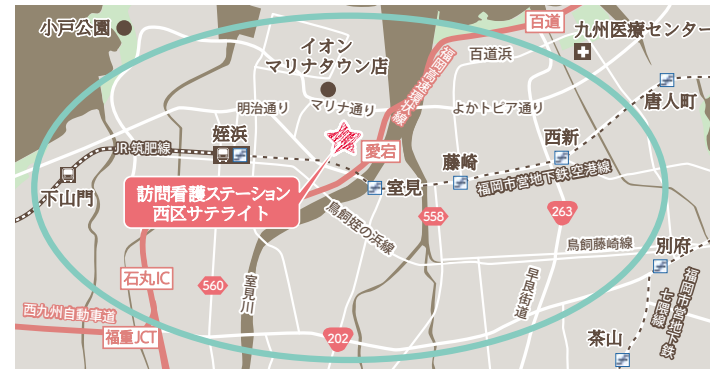 小戸公園
イオン
マリナタウン店
百道
九州医療センター
百道浜
福岡高速環状線
唐人町
明治通り
マリナ通り
よかトピア通り
JR筑肥線
姪浜
愛宕
藤崎
西新
下山門
室見
福岡市営地下鉄空港線
訪問看護ステーション
西区サテライト
鳥飼姪の浜線
558
263
鳥飼藤崎線
別府
石丸IC
560
室見川
早良街道
福岡市営地下鉄
七隈線
西九州自動車道
福重JCT
202
茶山